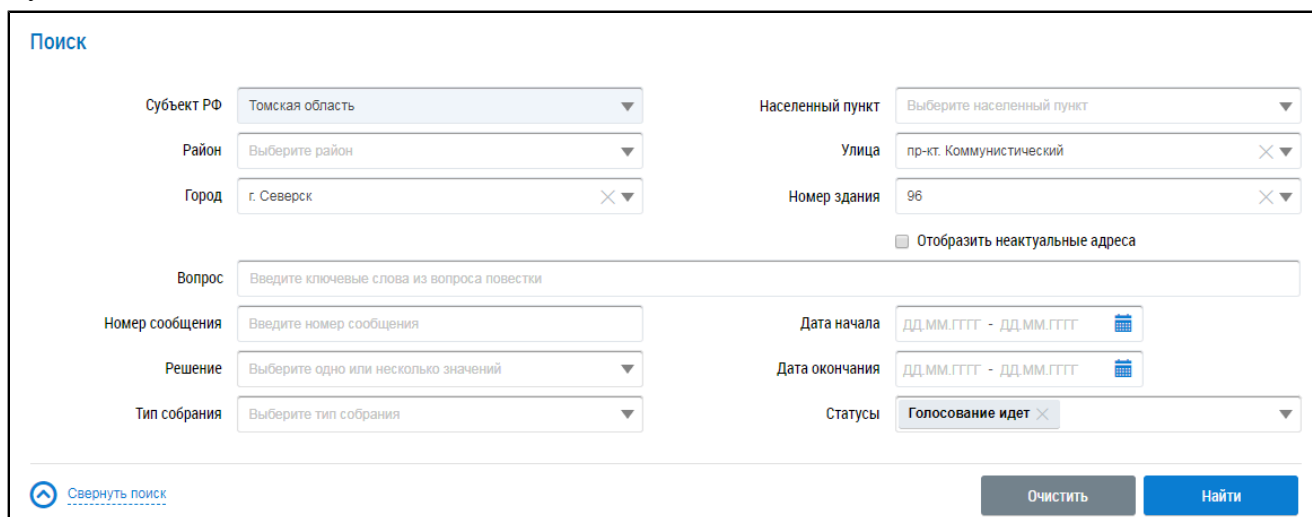 Поиск
Субъект РФ Томская область Населенный пункт Выберите населенный пункт
Район Выберите район Улица пр-кт. Коммунистический
Город г. Северск Номер здания 96
Отобразить неактуальные адреса
Вопрос Введите ключевые слова из вопроса повестки
Номер сообщения Введите номер сообщения Дата начала ДД.ММ.ГГГГ - ДД.ММ.ГГГГ
Решение Выберите одно или несколько значений Дата окончания ДД.ММ.ГГГГ - ДД.ММ.ГГГГ
Тип собрания Выберите тип собрания Статусы Голосование идет
Свернуть поиск Очистить Найти